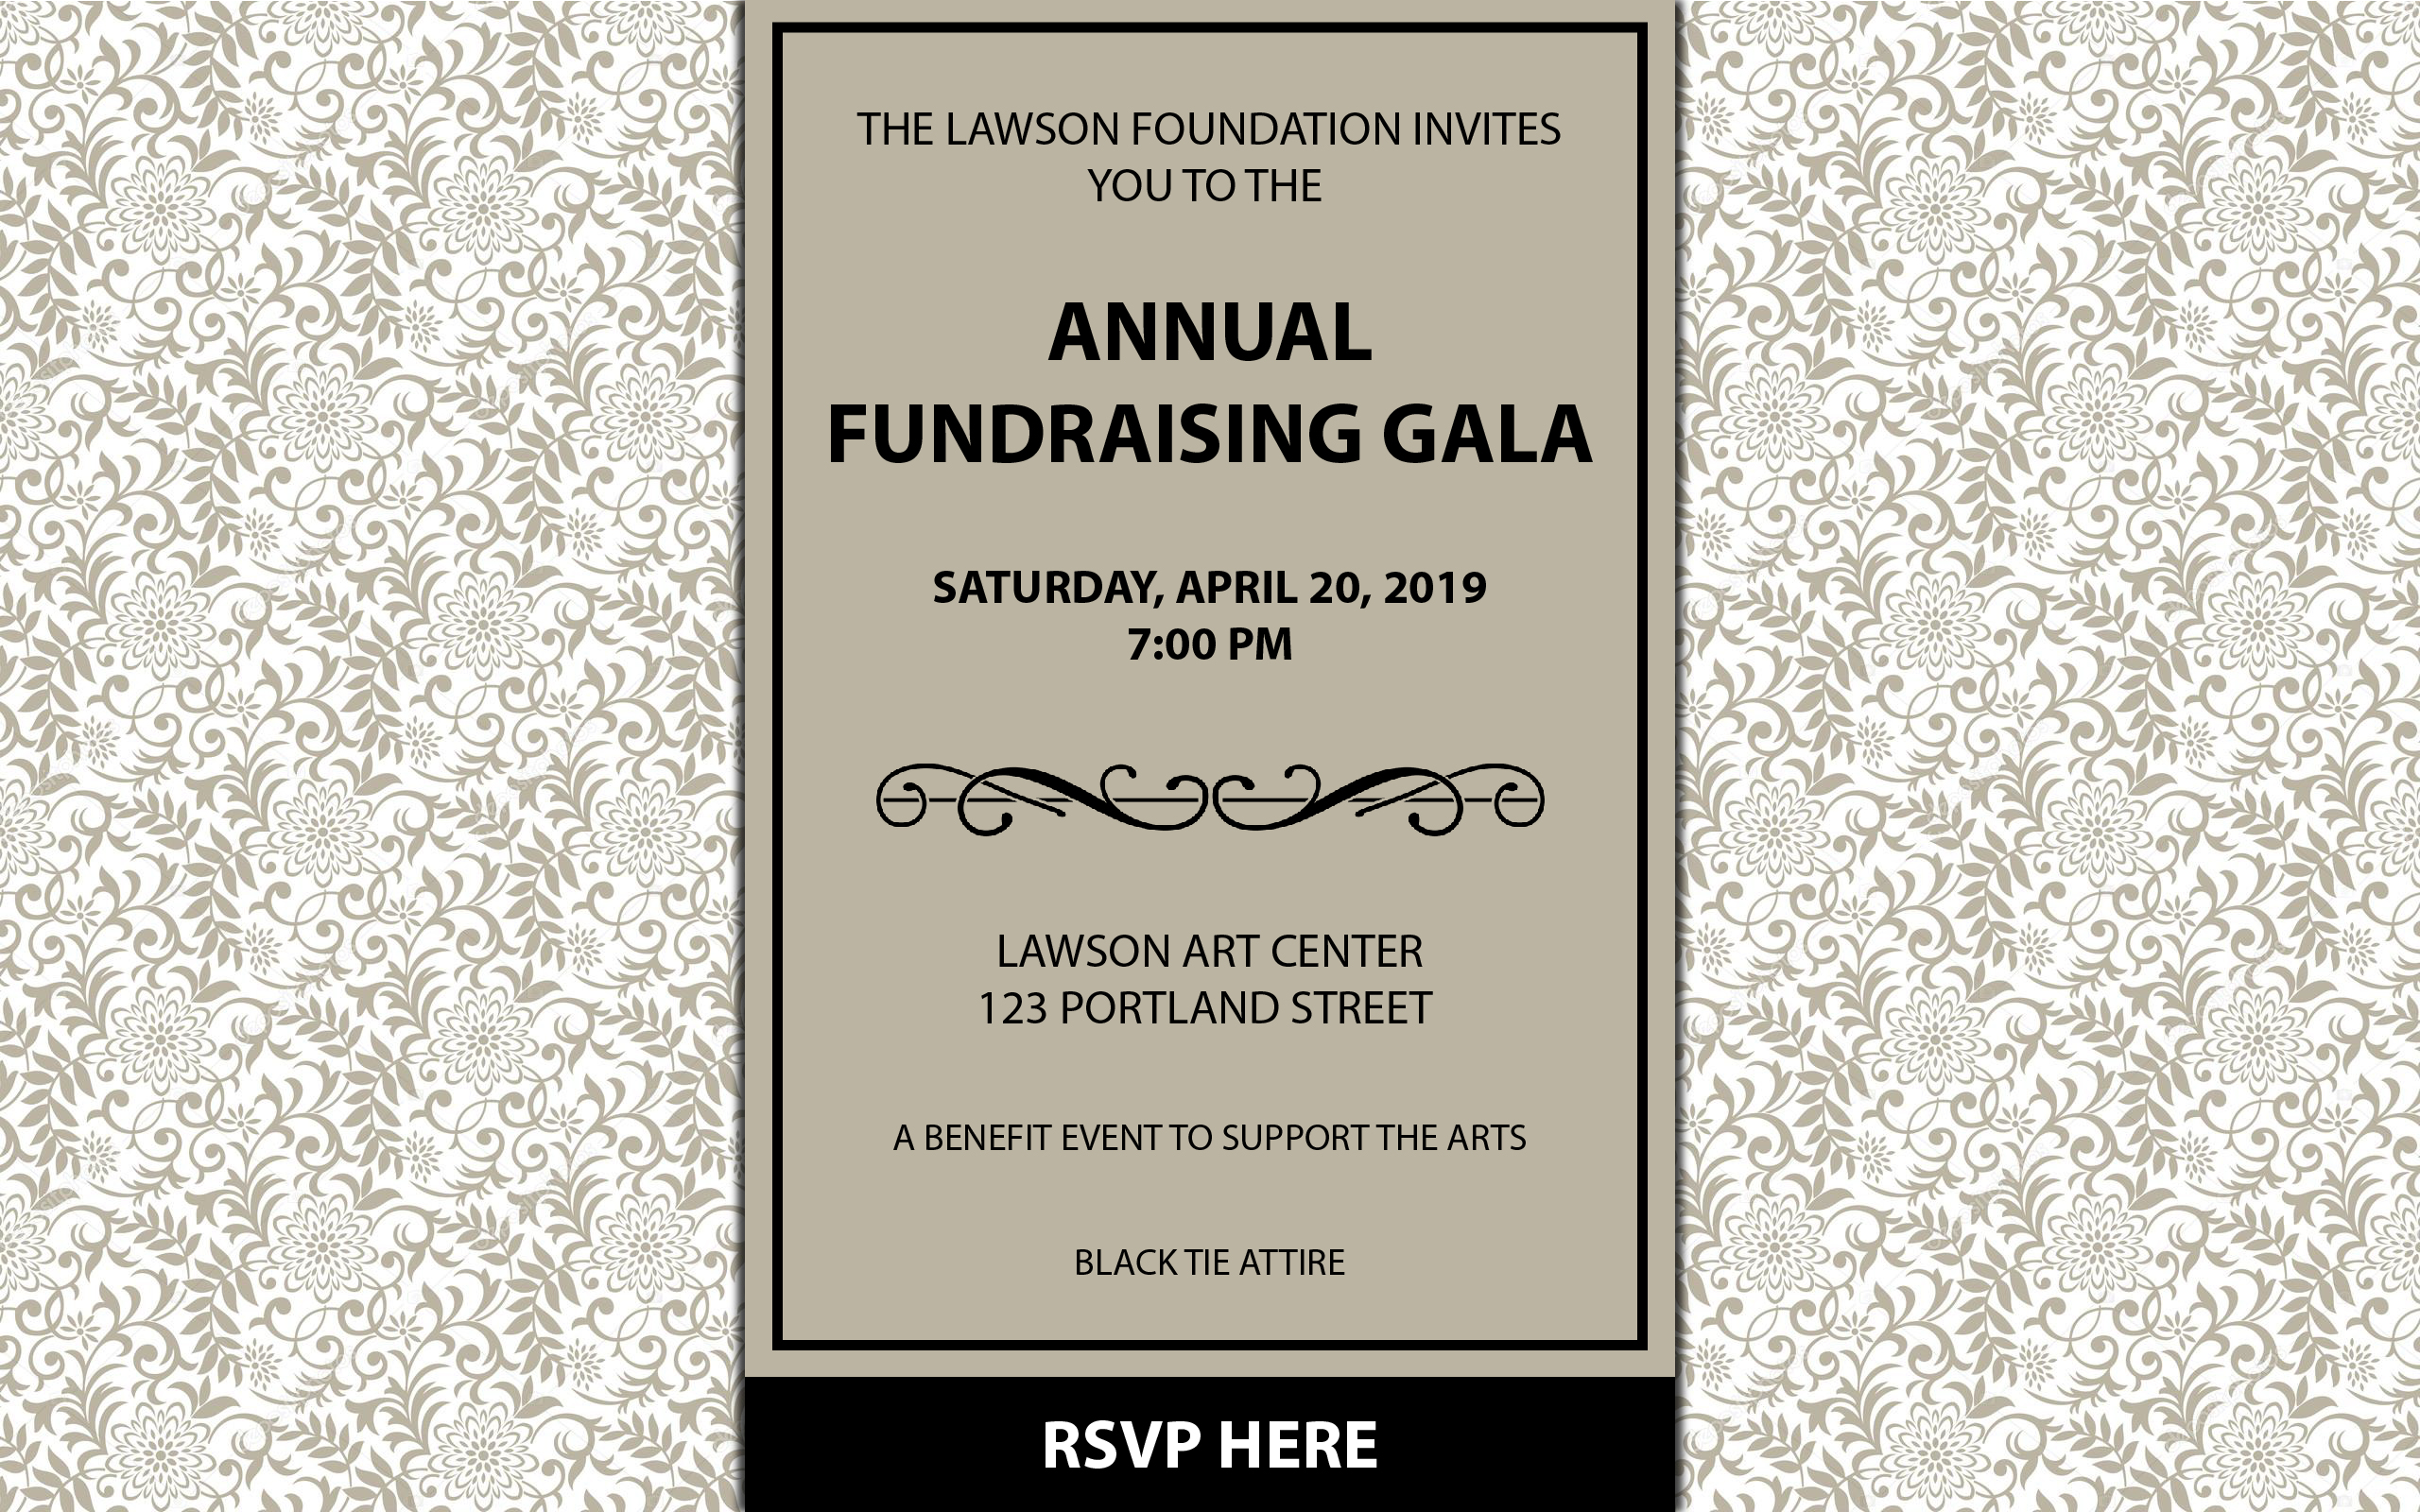 THE LAWSON FOUNDATION INVITES
YOU TO THE
ANNUAL
FUNDRAISING GALA
SATURDAY, APRIL 20, 2019
7:00 PM
LAWSON ART CENTER
123 PORTLAND STREET
A BENEFIT EVENT TO SUPPORT THE ARTS
BLACK TIE ATTIRE
RSVP HERE